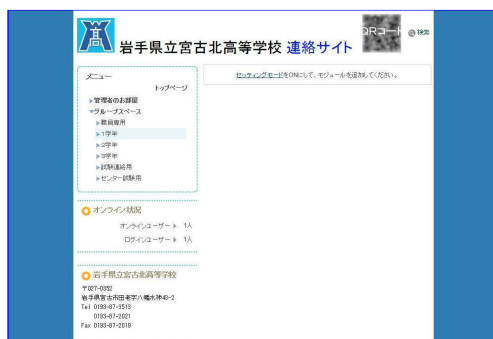 髙
岩手県立宮古北高等学校 連絡サイト
QRコード
検索
メニュー
トップページ
管理者のお部屋
グループスペース
職員専用
1学年
2学年
3学年
試験連絡用
センター試験用
セッティングモードをONにして、モジュールを追加してください。
オンライン状況
オンラインユーザー 1人
ログインユーザー 1人
岩手県立宮古北高等学校
〒027-0352
岩手県宮古市田老字八幡水神43-2
Tel 0193-87-3513
0193-87-2021
Fax 0193-87-2019